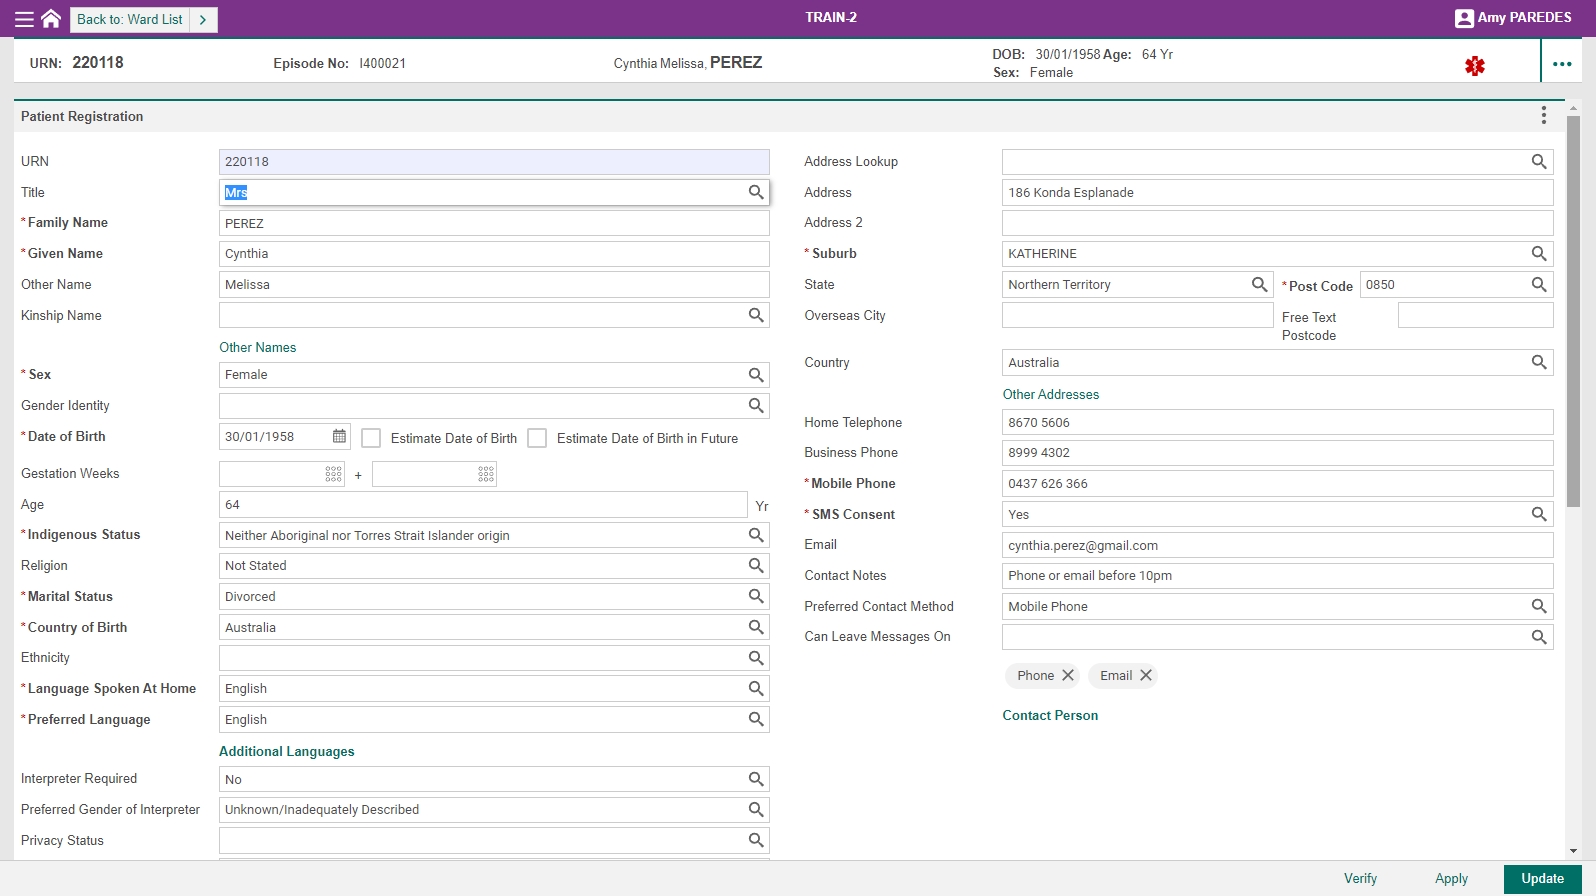 Back to: Ward List
TRAIN-2
Amy PAREDES
URN: 220118
Episode No: I400021
Cynthia Melissa, PEREZ
DOB: 30/01/1958 Age: 64 Yr
Sex: Female
Patient Registration
URN 220118
Title Mrs
*Family Name PEREZ
*Given Name Cynthia
Other Name Melissa
Kinship Name
Other Names
*Sex Female
Gender Identity
*Date of Birth 30/01/1958 Estimate Date of Birth Estimate Date of Birth in Future
Gestation Weeks +
Age 64 Yr
*Indigenous Status Neither Aboriginal nor Torres Strait Islander origin
Religion Not Stated
*Marital Status Divorced
*Country of Birth Australia
Ethnicity
*Language Spoken At Home English
*Preferred Language English
Additional Languages
Interpreter Required No
Preferred Gender of Interpreter Unknown/Inadequately Described
Privacy Status
Address Lookup
Address 186 Konda Esplanade
Address 2
*Suburb KATHERINE
State Northern Territory *Post Code 0850
Overseas City Free Text
Postcode
Country Australia
Other Addresses
Home Telephone 8670 5606
Business Phone 8999 4302
*Mobile Phone 0437 626 366
*SMS Consent Yes
Email cynthia.perez@gmail.com
Contact Notes Phone or email before 10pm
Preferred Contact Method Mobile Phone
Can Leave Messages On
Phone Email
Contact Person
Verify Apply Update